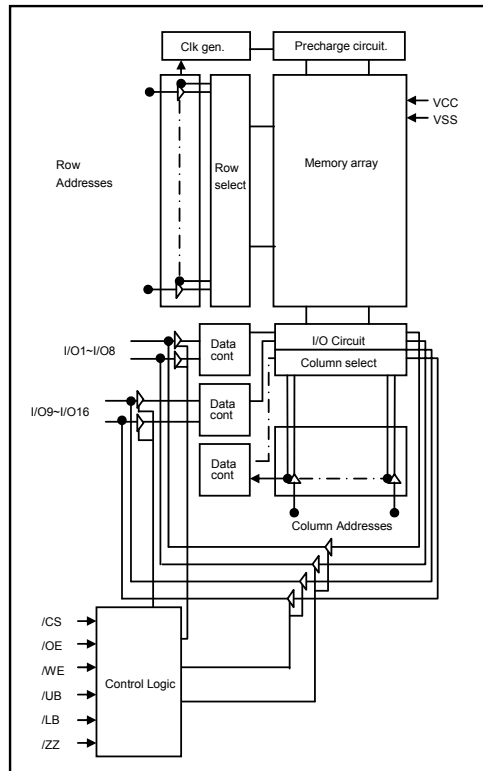 Clk gen.
Precharge circuit.
VCC
VSS
Row
Addresses
Row
select
Memory array
I/O1~I/O8
Data
cont
I/O Circuit
Column select
I/O9~I/O16
Data
cont
Data
cont
Column Addresses
/CS
/OE
/WE
/UB
/LB
/ZZ
Control Logic